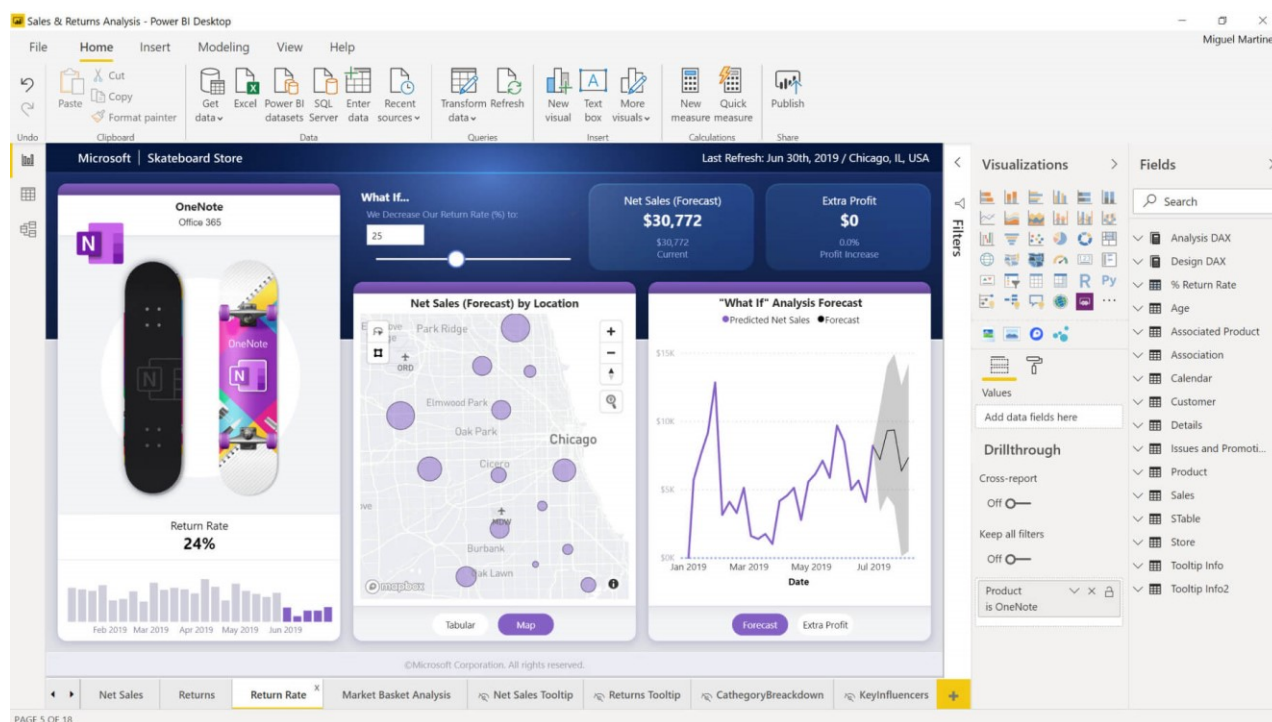 Sales & Returns Analysis - Power BI Desktop
Miguel Martine
File Home Insert Modeling View Help
Paste
Cut
Copy
Format painter
Get data
Excel
Power BI datasets
SQL Server
Enter data
Recent sources
Transform data
Refresh
New visual
Text box
More visuals
New measure
Quick measure
Publish
Undo Clipboard Data Queries Insert Calculations Share
Microsoft | Skateboard Store
Last Refresh: Jun 30th, 2019 / Chicago, IL, USA
OneNote
Office 365
N
OneNote
N
N
Return Rate
24%
Feb 2019 Mar 2019 Apr 2019 May 2019 Jun 2019
What If...
We Decrease Our Return Rate (%) to:
25
Net Sales (Forecast)
$30,772
$30,772
Current
Extra Profit
$0
0.0%
Profit Increase
Net Sales (Forecast) by Location
Park Ridge
ORD
Elmwood Park
Oak Park
Chicago
Cicero
MDW
Burbank
Oak Lawn
mapbox
Tabular Map
"What If" Analysis Forecast
Predicted Net Sales Forecast
$15K
$10K
$5K
$0K
Jan 2019 Mar 2019 May 2019 Jul 2019
Date
Forecast Extra Profit
©Microsoft Corporation. All rights reserved.
Filters
Visualizations
R Py
Values
Add data fields here
Drillthrough
Cross-report
Off
Keep all filters
Off
Product
is OneNote
Fields
Search
Analysis DAX
Design DAX
% Return Rate
Age
Associated Product
Association
Calendar
Customer
Details
Issues and Promoti...
Product
Sales
STable
Store
Tooltip Info
Tooltip Info2
Net Sales Returns Return Rate Market Basket Analysis Net Sales Tooltip Returns Tooltip CathegoryBreackdown KeyInfluencers
PAGE 5 OF 18